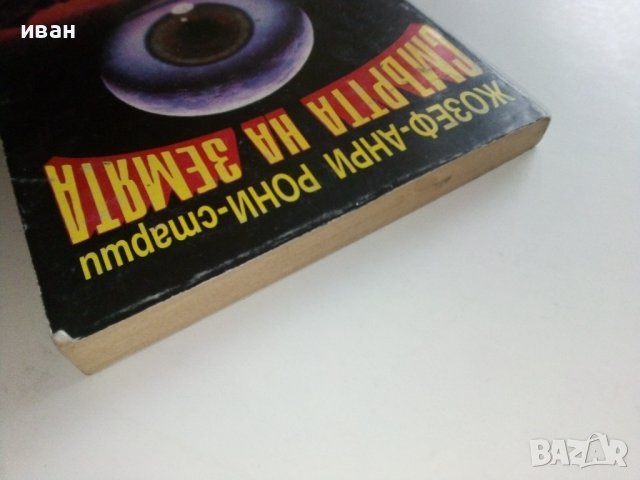 иван
ЖОЗЕФ-АНРИ РОНИ-старши
СМЪРТТА НА ЗЕМЯТА
BAZAR